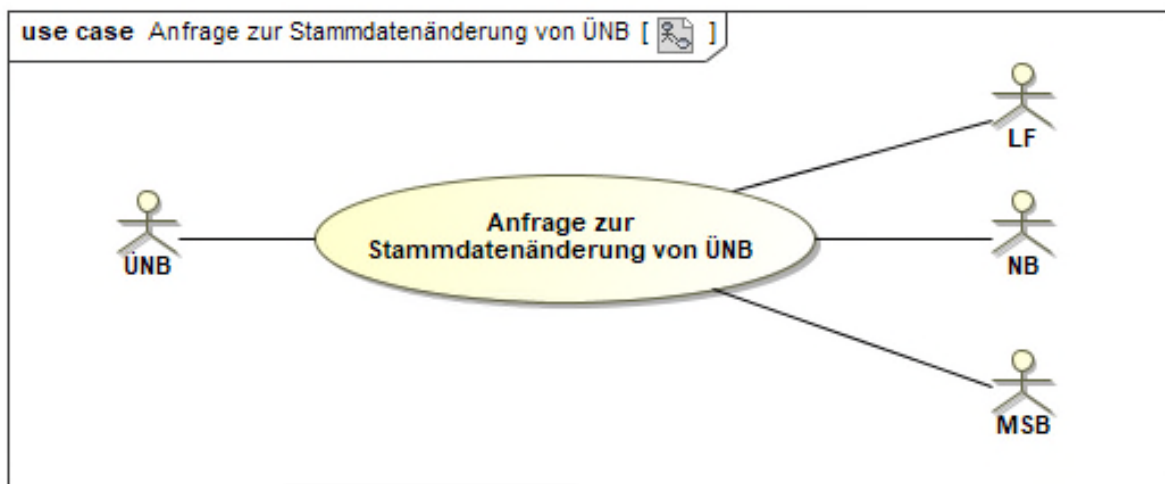 use case Anfrage zur Stammdatenänderung von ÜNB [ ]
LF
Anfrage zur
Stammdatenänderung von ÜNB
ÜNB
NB
MSB